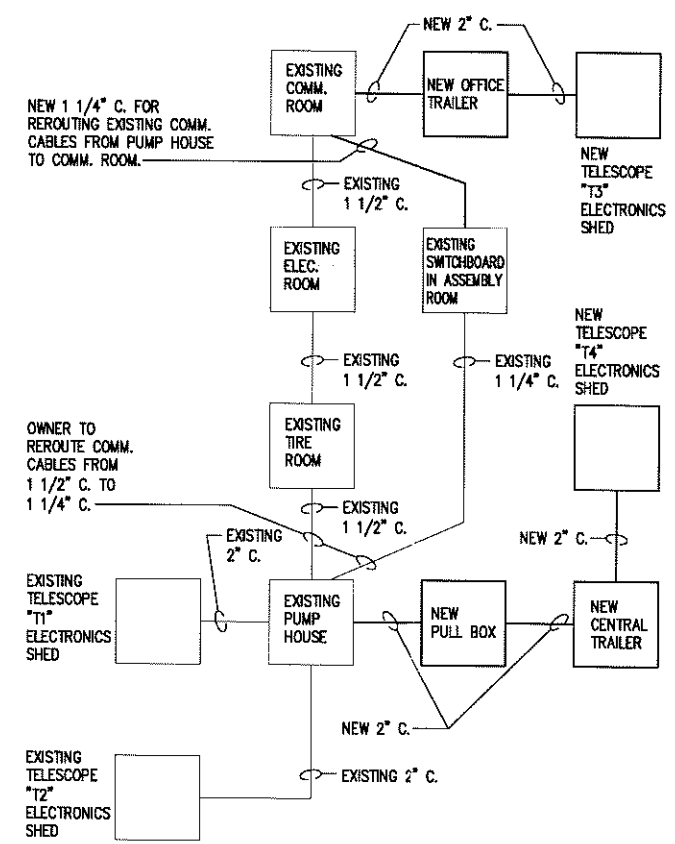 NEW 2" C.
EXISTING
COMM.
ROOM
NEW OFFICE
TRAILER
NEW 1 1/4" C. FOR
REROUTING EXISTING COMM.
CABLES FROM PUMP HOUSE
TO COMM. ROOM.
NEW
TELESCOPE
"T3"
ELECTRONICS
SHED
EXISTING
1 1/2" C.
EXISTING
ELEC.
ROOM
EXISTING
SWITCHBOARD
IN ASSEMBLY
ROOM
NEW
TELESCOPE
"T4"
ELECTRONICS
SHED
EXISTING
1 1/2" C.
EXISTING
1 1/4" C.
OWNER TO
REROUTE COMM.
CABLES FROM
1 1/2" C. TO
1 1/4" C.
EXISTING
TIRE
ROOM
EXISTING
1 1/2" C.
EXISTING
2" C.
NEW 2" C.
EXISTING
TELESCOPE
"T1"
ELECTRONICS
SHED
EXISTING
PUMP
HOUSE
NEW
PULL BOX
NEW
CENTRAL
TRAILER
NEW 2" C.
EXISTING
TELESCOPE
"T2"
ELECTRONICS
SHED
EXISTING 2" C.